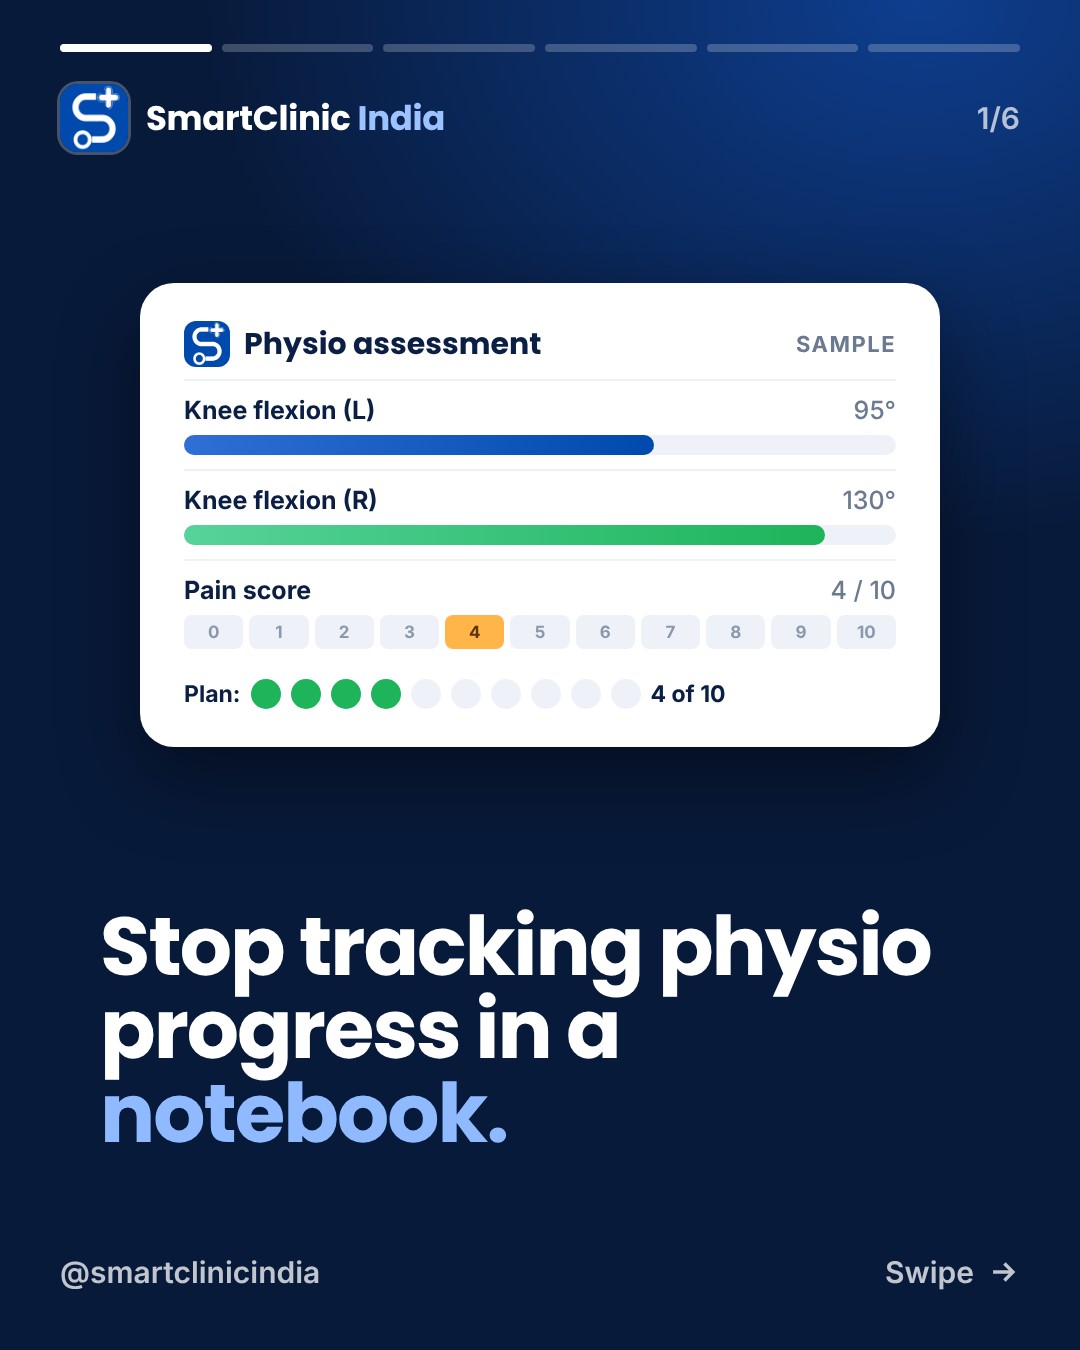 SmartClinic India
1/6
Physio assessment
SAMPLE
Knee flexion (L)
95°
Knee flexion (R)
130°
Pain score
4 / 10
0 1 2 3 4 5 6 7 8 9 10
Plan: 4 of 10
Stop tracking physio
progress in a
notebook.
@smartclinicindia
Swipe →